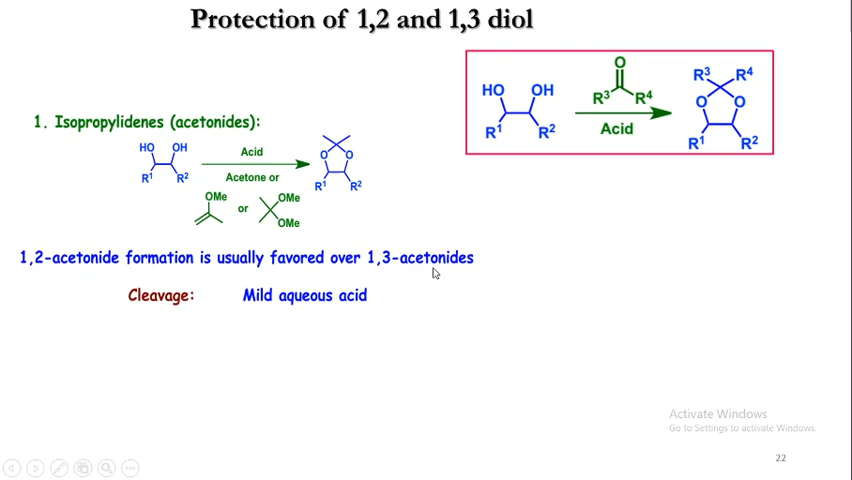 Protection of 1,2 and 1,3 diol
O
HO OH
R³ R⁴
Acid
R¹ R²
R³ R⁴
O O
R¹ R²
1. Isopropylidenes (acetonides):
HO OH
R¹ R²
Acid
Acetone or
OMe
or
OMe
OMe
O O
R¹ R²
1,2-acetonide formation is usually favored over 1,3-acetonides
Cleavage: Mild aqueous acid
Activate Windows
Go to Settings to activate Windows.
22